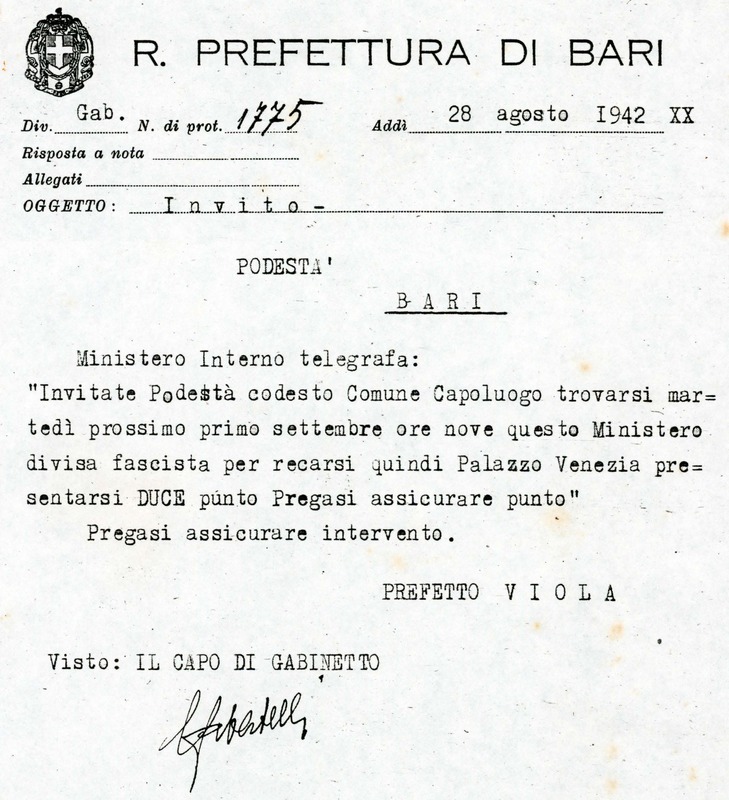 R. PREFETTURA DI BARI
Div. Gab. N. di prot. 1775 Addì 28 agosto 1942 XX
Risposta a nota
Allegati
OGGETTO: Invito-
PODESTA'
BARI
Ministero Interno telegrafa:
"Invitate Podestà codesto Comune Capoluogo trovarsi mar=
tedì prossimo primo settembre ore nove questo Ministero
divisa fascista per recarsi quindi Palazzo Venezia pre=
sentarsi DUCE punto Pregasi assicurare punto"
Pregasi assicurare intervento.
PREFETTO VIOLA
Visto: IL CAPO DI GABINETTO